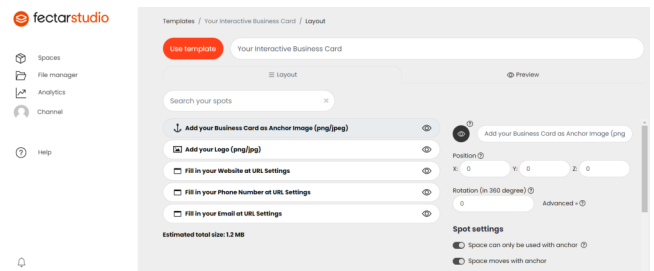 fectarstudio
Templates / Your Interactive Business Card / Layout
Use template
Your Interactive Business Card
Spaces
File manager
Analytics
Channel
Help
Layout
Preview
Search your spots
Add your Business Card as Anchor Image (png/jpeg)
Add your Logo (png/jpg)
Fill in your Website at URL Settings
Fill in your Phone Number at URL Settings
Fill in your Email at URL Settings
Estimated total size: 1.2 MB
Add your Business Card as Anchor Image (png
Position
X: 0 Y: 0 Z: 0
Rotation (in 360 degree)
0 Advanced »
Spot settings
Space can only be used with anchor
Space moves with anchor